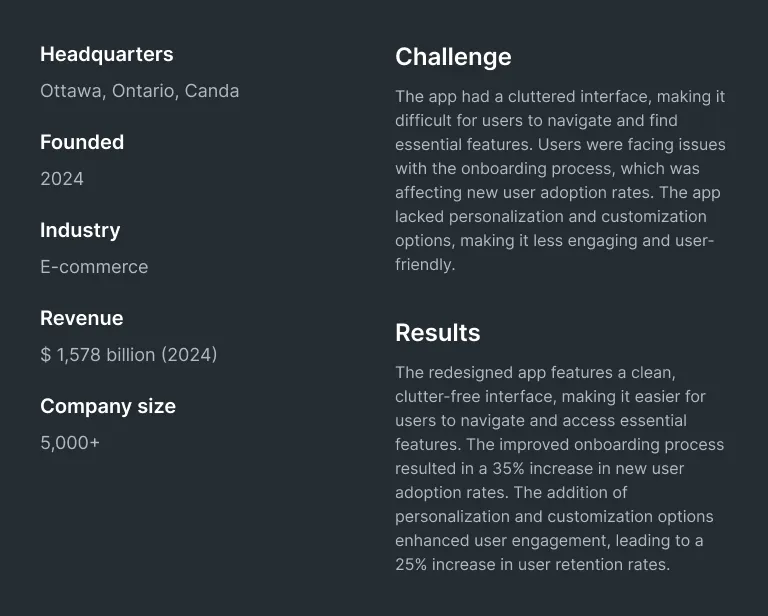 Headquarters
Ottawa, Ontario, Canda
Founded
2024
Industry
E-commerce
Revenue
$ 1,578 billion (2024)
Company size
5,000+
Challenge
The app had a cluttered interface, making it
difficult for users to navigate and find
essential features. Users were facing issues
with the onboarding process, which was
affecting new user adoption rates. The app
lacked personalization and customization
options, making it less engaging and user-
friendly.
Results
The redesigned app features a clean,
clutter-free interface, making it easier for
users to navigate and access essential
features. The improved onboarding process
resulted in a 35% increase in new user
adoption rates. The addition of
personalization and customization options
enhanced user engagement, leading to a
25% increase in user retention rates.